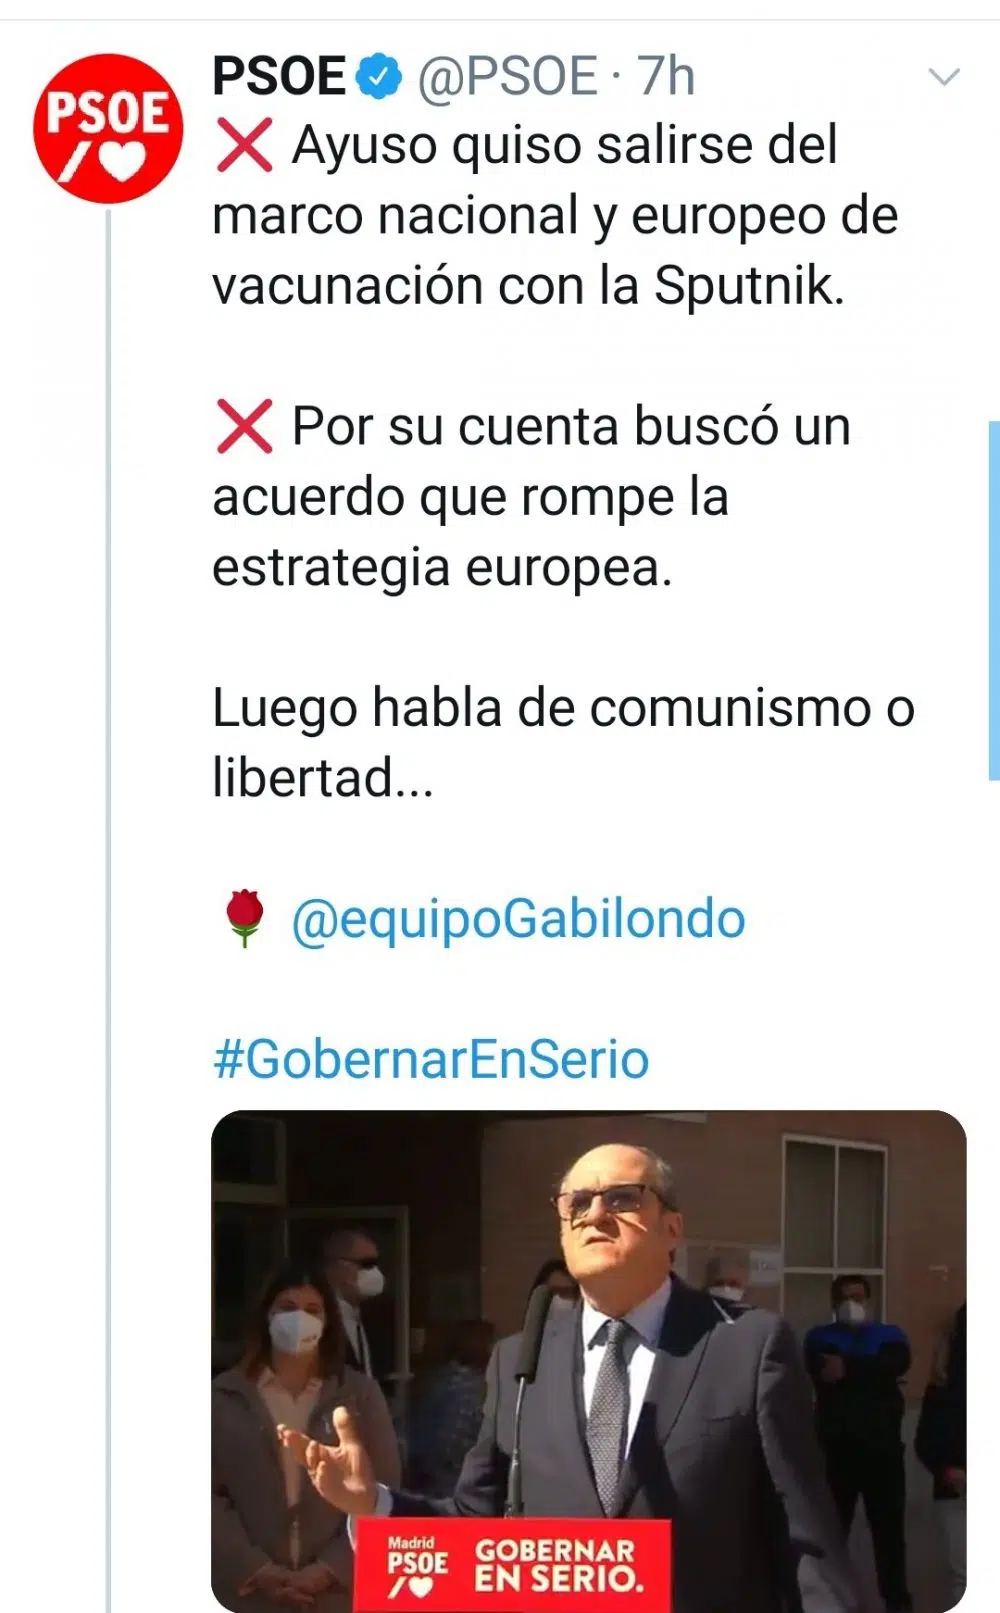 PSOE
PSOE @PSOE · 7h
❌ Ayuso quiso salirse del
marco nacional y europeo de
vacunación con la Sputnik.
❌ Por su cuenta buscó un
acuerdo que rompe la
estrategia europea.
Luego habla de comunismo o
libertad...
🌹 @equipoGabilondo
#GobernarEnSerio
Madrid
PSOE
GOBERNAR
EN SERIO.